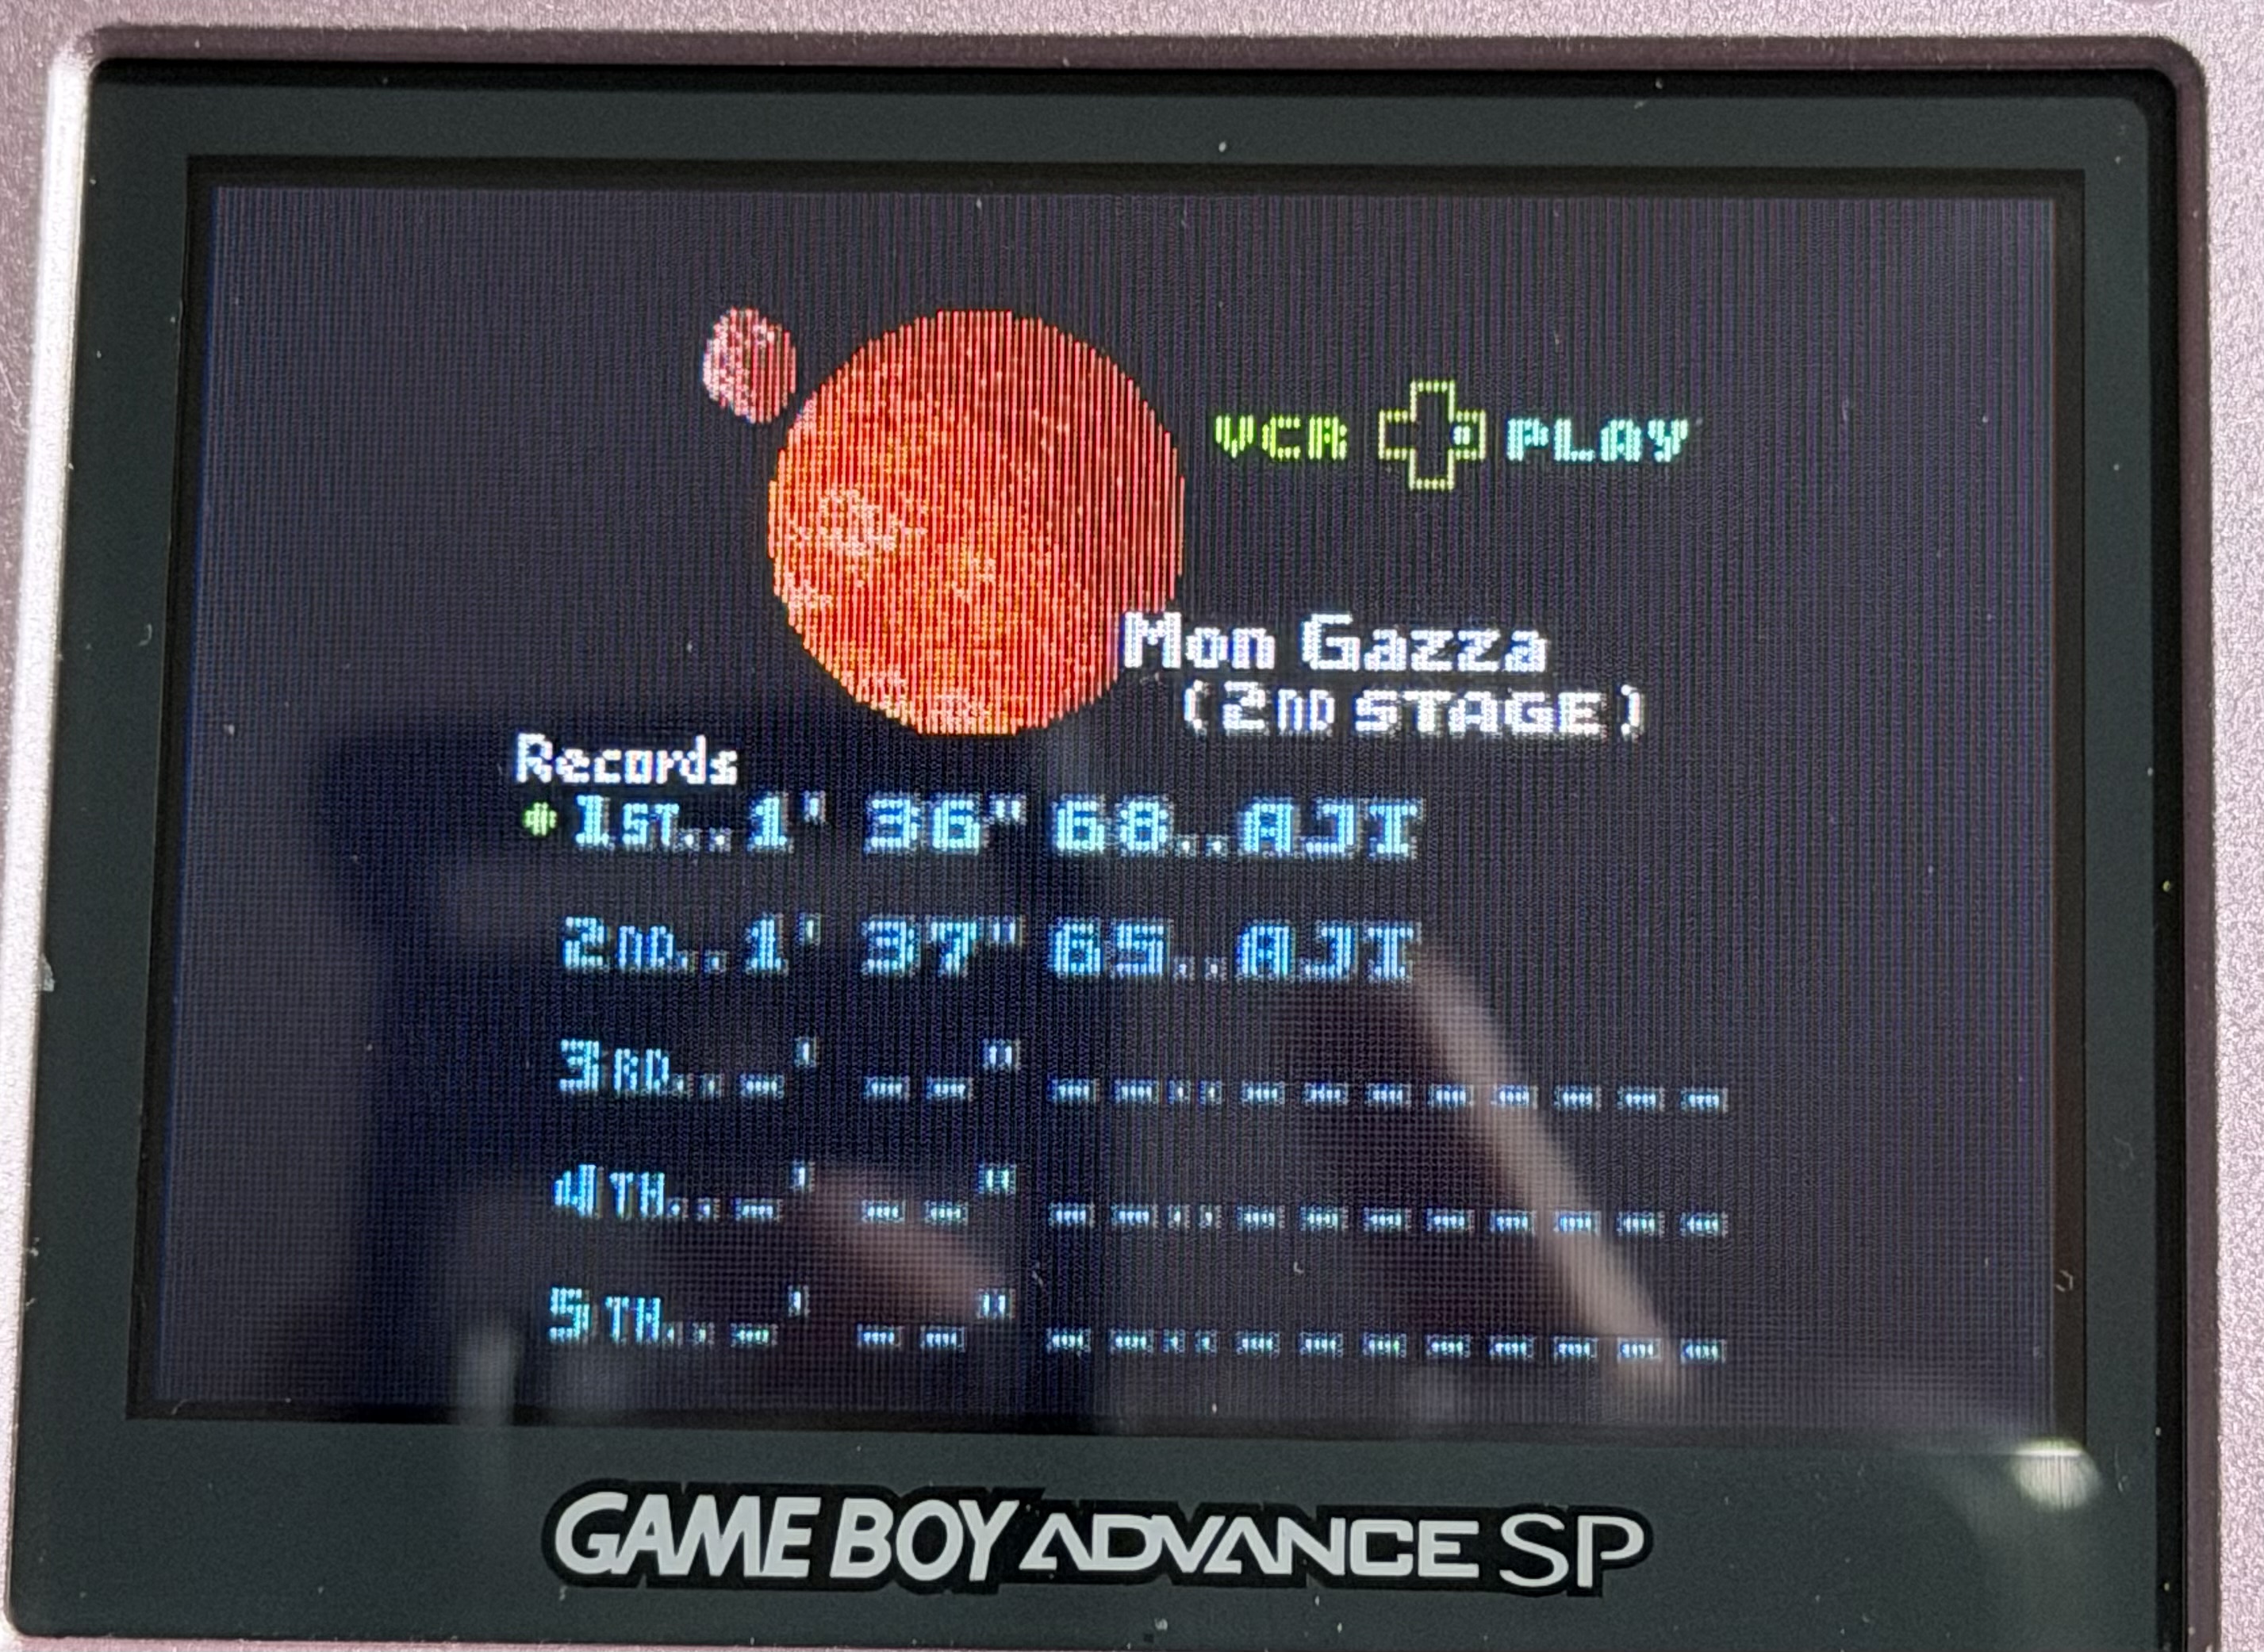 VCR PLAY
Mon Gazza
(2ND STAGE)
Records
1ST..1' 36" 68..AJI
2ND..1' 37" 65..AJI
3RD.._' _ _" _ _.._ _ _ _ _ _ _ _
4TH.._' _ _" _ _.._ _ _ _ _ _ _ _
5TH.._' _ _" _ _.._ _ _ _ _ _ _ _
GAME BOY ADVANCE SP